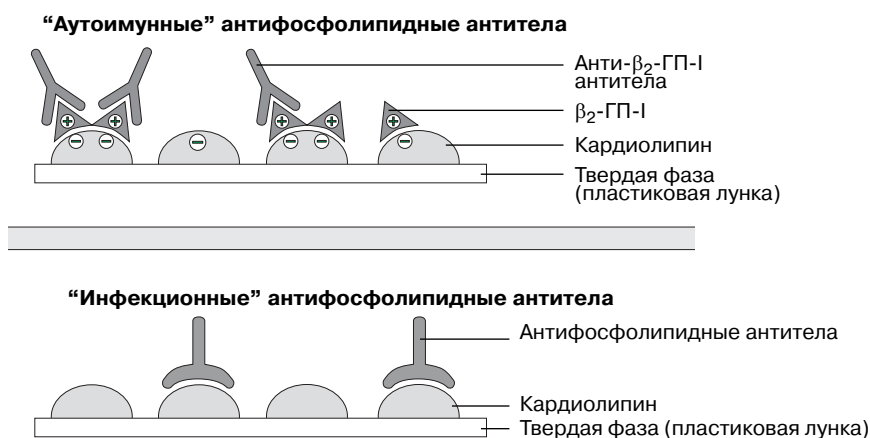 “Аутоимунные” антифосфолипидные антитела
Анти-β2-ГП-I
антитела
β2-ГП-I
Кардиолипин
Твердая фаза
(пластиковая лунка)
“Инфекционные” антифосфолипидные антитела
Антифосфолипидные антитела
Кардиолипин
Твердая фаза (пластиковая лунка)